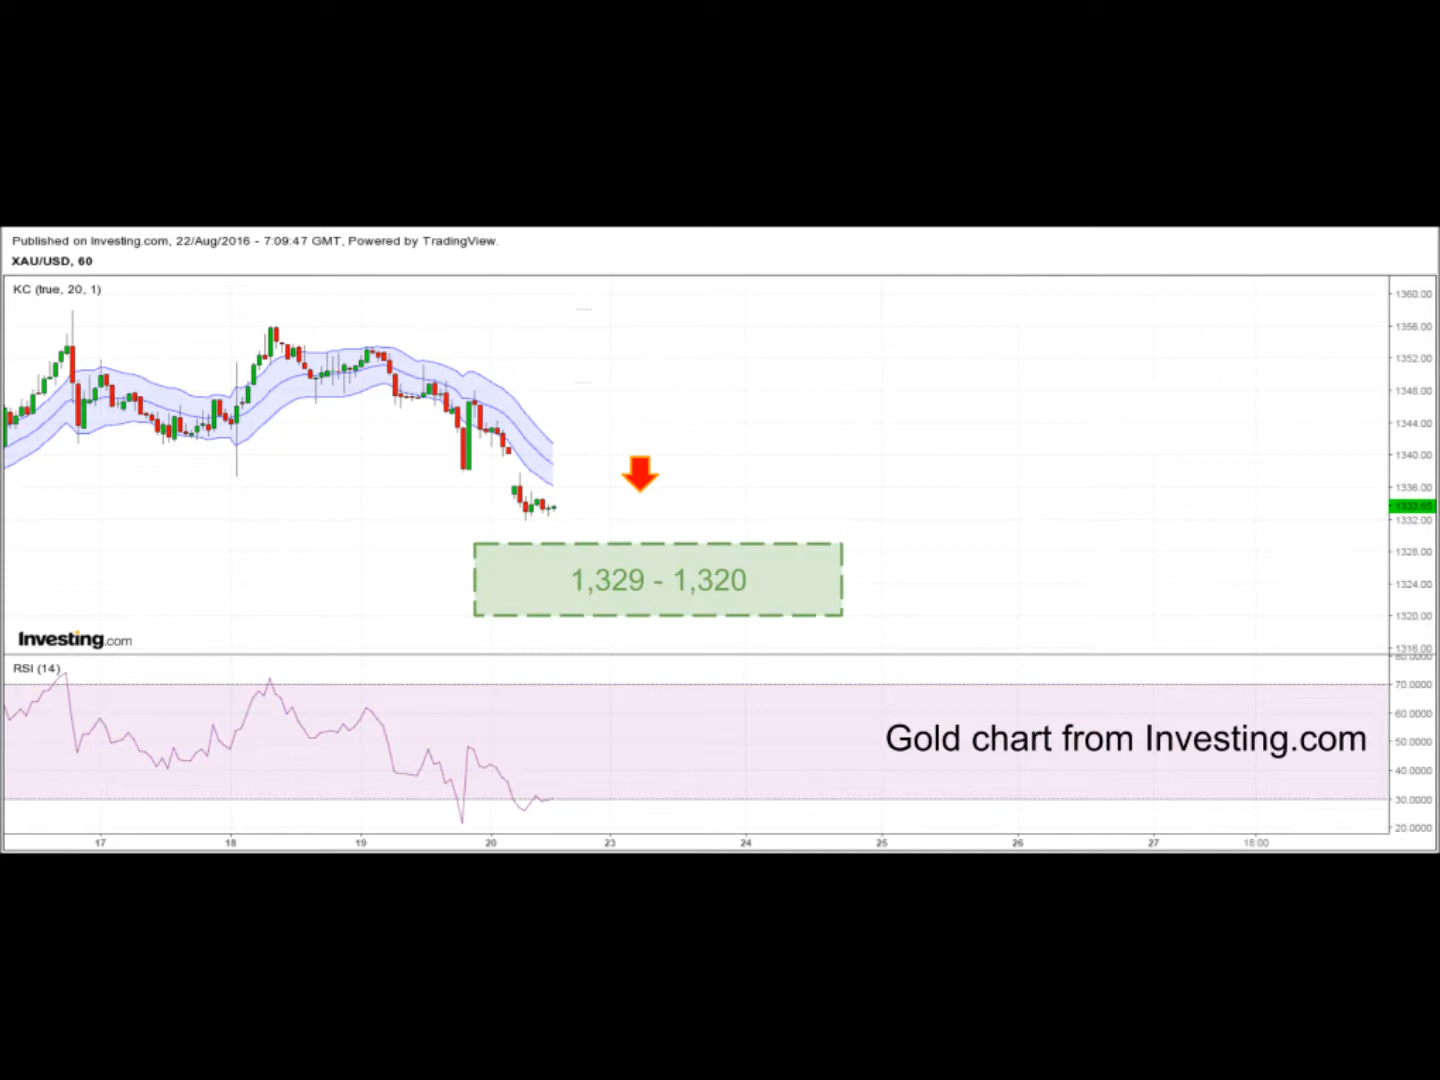 Published on Investing.com, 22/Aug/2016 - 7:09:47 GMT, Powered by TradingView.
XAU/USD, 60
KC (true, 20, 1)
1360.00
1356.00
1352.00
1348.00
1344.00
1340.00
1336.00
1332.00
1328.00
1324.00
1320.00
1316.00
1,329 - 1,320
Investing.com
RSI (14)
80.0000
70.0000
60.0000
50.0000
40.0000
30.0000
20.0000
Gold chart from Investing.com
17 18 19 20 23 24 25 26 27 18:00